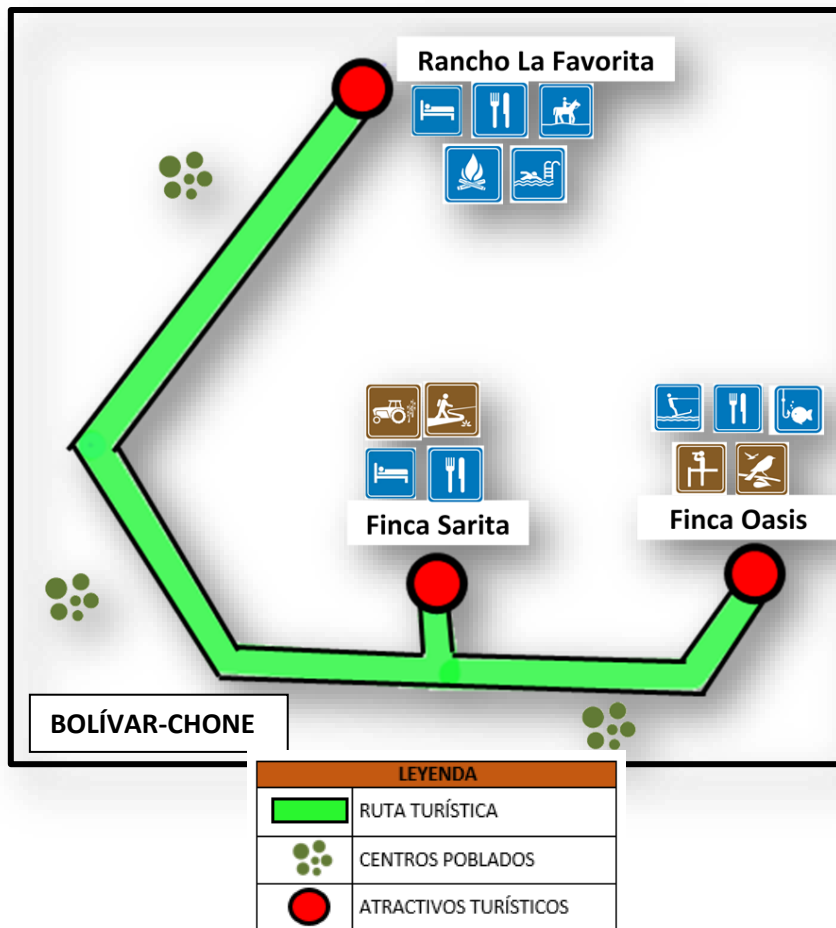 Rancho La Favorita
Finca Sarita
Finca Oasis
BOLÍVAR-CHONE
LEYENDA
RUTA TURÍSTICA
CENTROS POBLADOS
ATRACTIVOS TURÍSTICOS